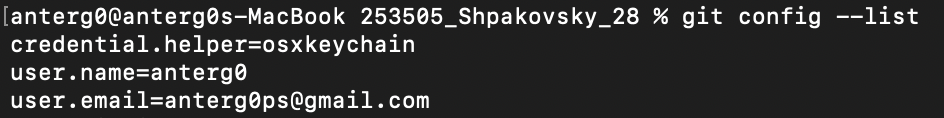 [anterg0@anterg0s-MacBook 253505_Shpakovsky_28 % git config --list
credential.helper=osxkeychain
user.name=anterg0
user.email=anterg0ps@gmail.com